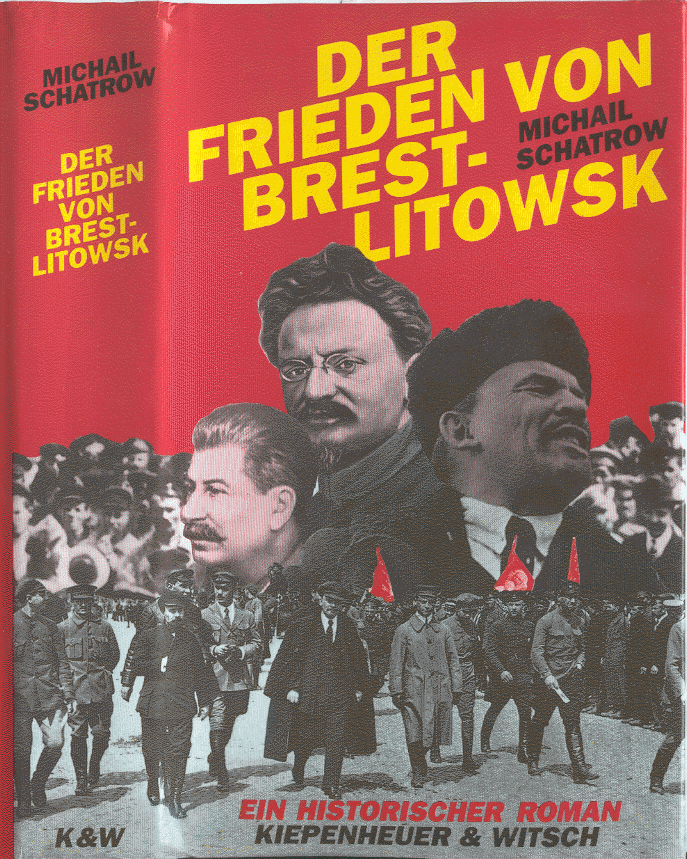 MICHAIL
SCHATROW
DER
FRIEDEN
VON
BREST-
LITOWSK
K&W
DER
FRIEDEN VON
BREST-
LITOWSK
MICHAIL
SCHATROW
EIN HISTORISCHER ROMAN
KIEPENHEUER & WITSCH